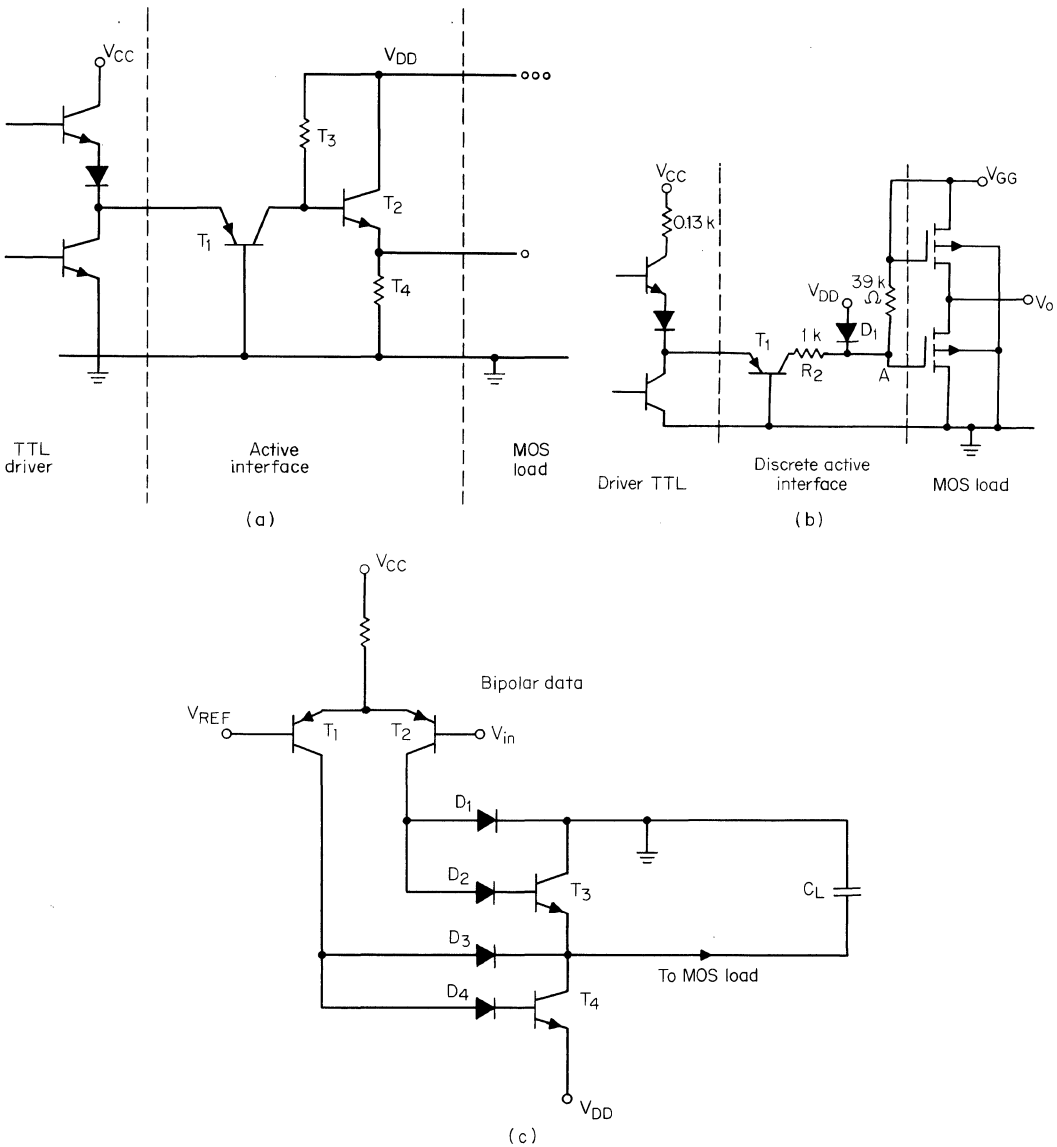 VCC
VDD
T3
T2
T1
T4
TTL
driver
Active
interface
MOS
load
(a)
VCC
0.13 k
VGG
VDD
39 k
Ω
D1
T1
1 k
R2
A
Vo
Driver TTL
Discrete active
interface
MOS load
(b)
VCC
Bipolar data
VREF
T1
T2
Vin
D1
D2
T3
CL
D3
To MOS load
D4
T4
VDD
(c)